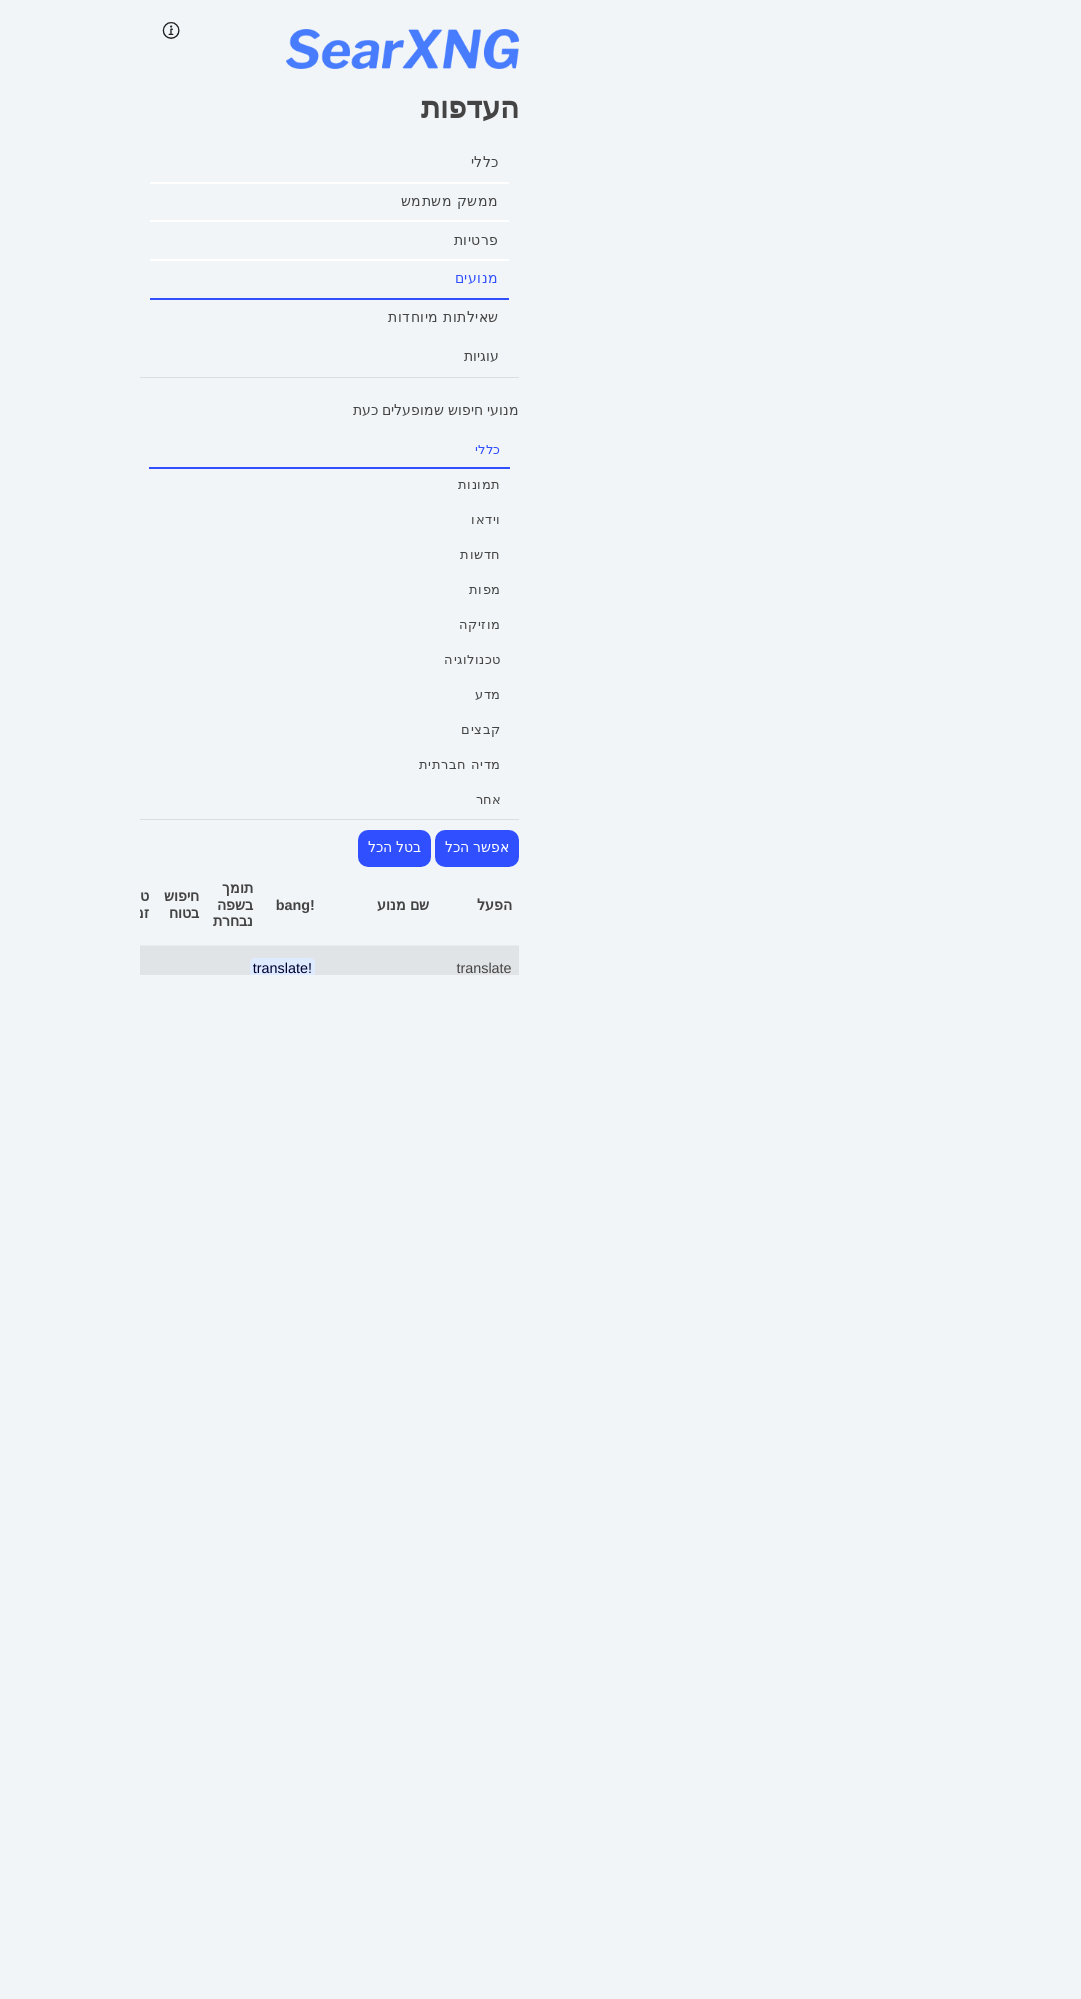 SearXNG
העדפות
כללי
ממשק משתמש
פרטיות
מנועים
שאילתות מיוחדות
עוגיות
מנועי חיפוש שמופעלים כעת
כללי
תמונות
וידאו
חדשות
מפות
מוזיקה
טכנולוגיה
מדע
קבצים
מדיה חברתית
אחר
אפשר הכל בטל הכל
הפעל שם מנוע !bang תומך בשפה נבחרת חיפוש בטוח
translate !translate